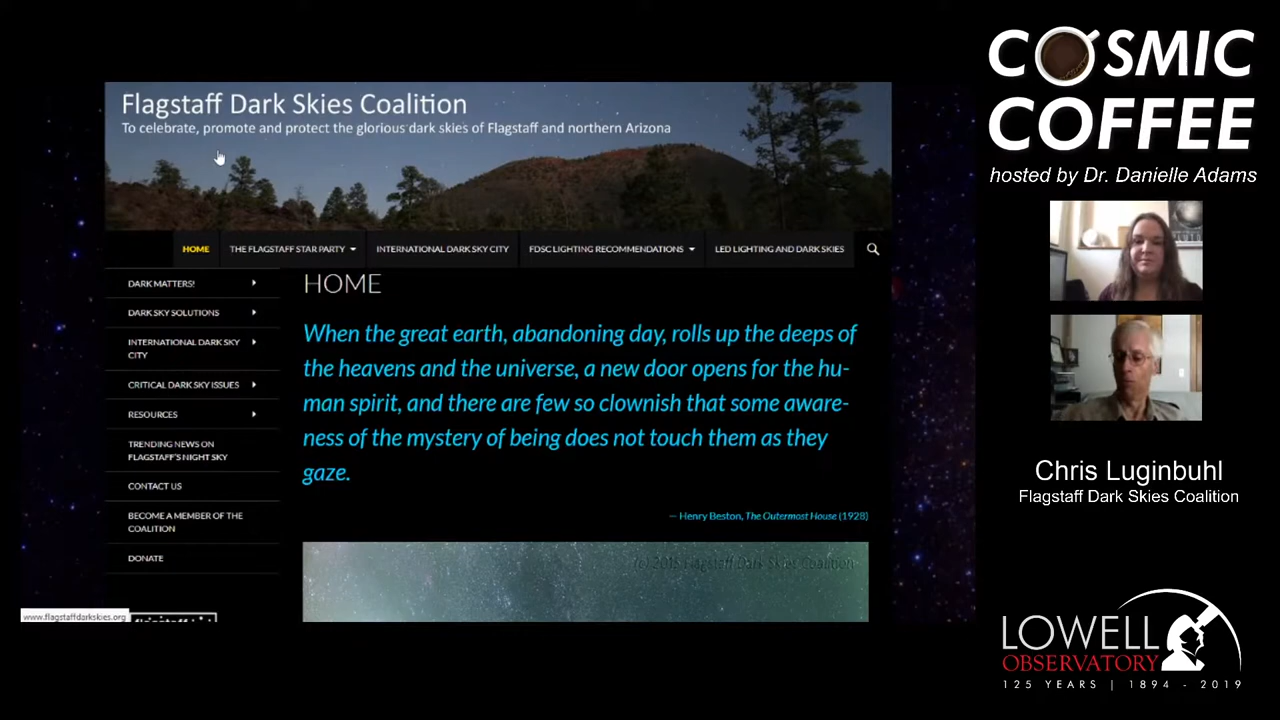 Flagstaff Dark Skies Coalition
To celebrate, promote and protect the glorious dark skies of Flagstaff and northern Arizona
HOME
THE FLAGSTAFF STAR PARTY
INTERNATIONAL DARK SKY CITY
FDSC LIGHTING RECOMMENDATIONS
LED LIGHTING AND DARK SKIES
DARK MATTERS!
DARK SKY SOLUTIONS
INTERNATIONAL DARK SKY
CITY
CRITICAL DARK SKY ISSUES
RESOURCES
TRENDING NEWS ON
FLAGSTAFF'S NIGHT SKY
CONTACT US
BECOME A MEMBER OF THE
COALITION
DONATE
HOME
When the great earth, abandoning day, rolls up the deeps of
the heavens and the universe, a new door opens for the hu-
man spirit, and there are few so clownish that some aware-
ness of the mystery of being does not touch them as they
gaze.
— Henry Beston, The Outermost House (1928)
(c) 2015 Flagstaff Dark Skies Coalition
www.flagstaffdarkskies.org
COSMIC
COFFEE
hosted by Dr. Danielle Adams
Chris Luginbuhl
Flagstaff Dark Skies Coalition
LOWELL
OBSERVATORY
125 YEARS | 1894 - 2019